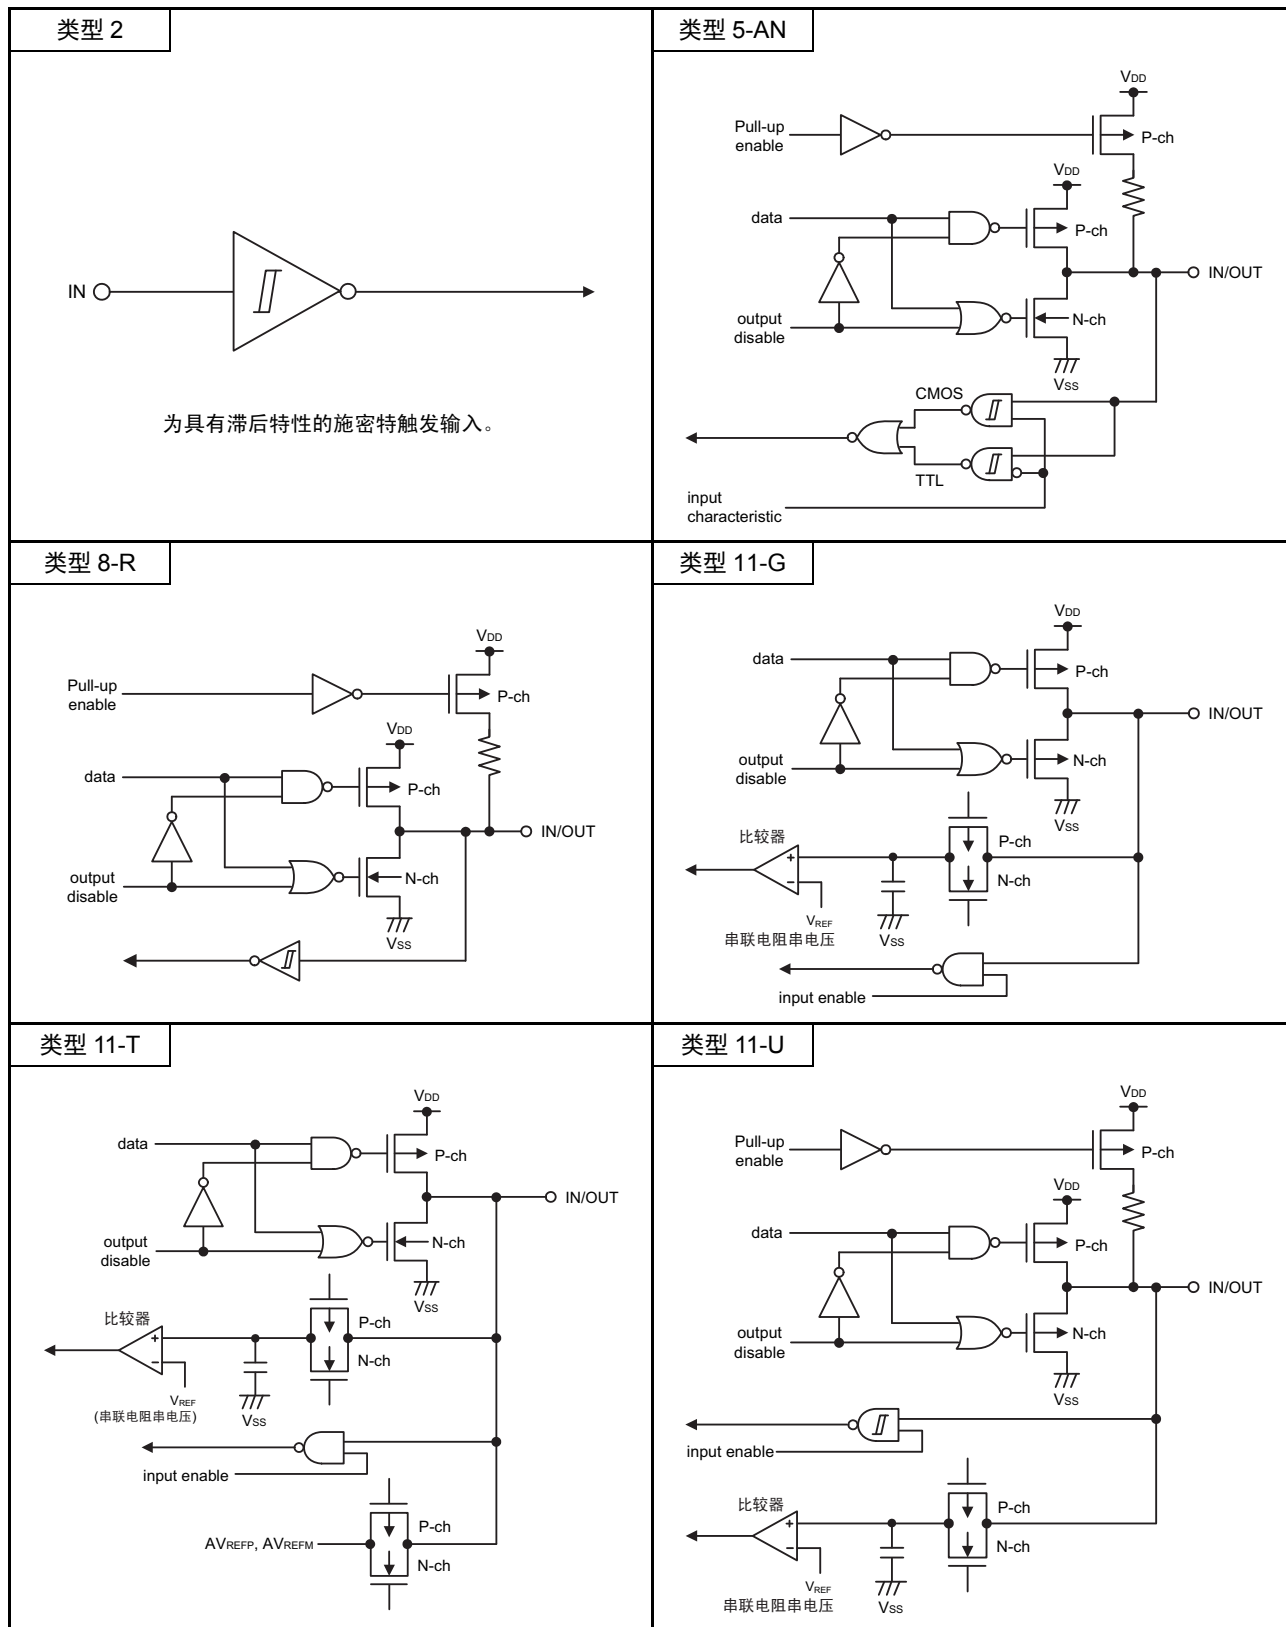 类型 2
IN
为具有滞后特性的施密特触发输入。
类型 5-AN
VDD
Pull-up
enable
P-ch
VDD
data
P-ch
IN/OUT
output
disable
N-ch
VSS
CMOS
TTL
input
characteristic
类型 8-R
VDD
Pull-up
enable
P-ch
VDD
data
P-ch
IN/OUT
output
disable
N-ch
VSS
类型 11-G
VDD
data
P-ch
IN/OUT
output
disable
N-ch
VSS
比较器
P-ch
+
-
N-ch
VREF
串联电阻串电压
VSS
input enable
类型 11-T
VDD
data
P-ch
IN/OUT
output
disable
N-ch
VSS
比较器
P-ch
+
-
N-ch
VREF
(串联电阻串电压)
VSS
input enable
P-ch
AVREFP, AVREFM
N-ch
类型 11-U
VDD
Pull-up
enable
P-ch
VDD
data
P-ch
IN/OUT
output
disable
N-ch
VSS
input enable
比较器
P-ch
+
-
N-ch
VREF
串联电阻串电压
VSS